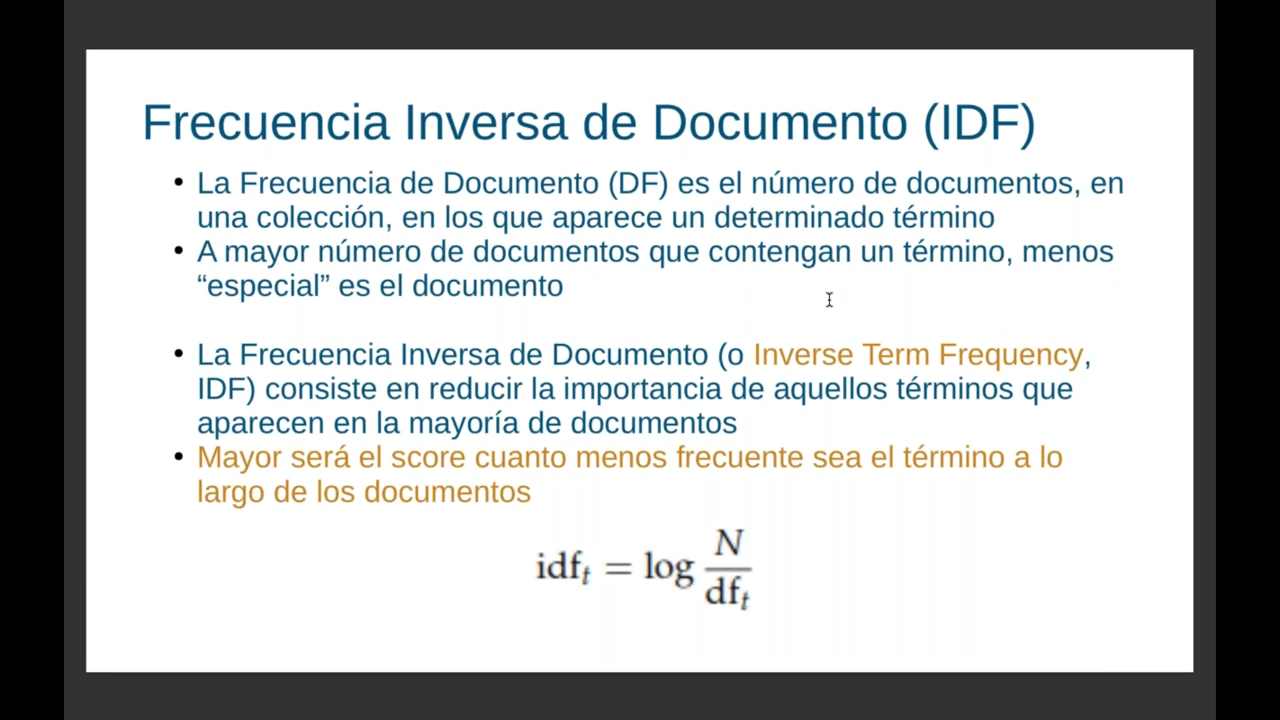 Frecuencia Inversa de Documento (IDF)
• La Frecuencia de Documento (DF) es el número de documentos, en
una colección, en los que aparece un determinado término
• A mayor número de documentos que contengan un término, menos
“especial” es el documento
• La Frecuencia Inversa de Documento (o Inverse Term Frequency,
IDF) consiste en reducir la importancia de aquellos términos que
aparecen en la mayoría de documentos
• Mayor será el score cuanto menos frecuente sea el término a lo
largo de los documentos
idf_t = log N/df_t